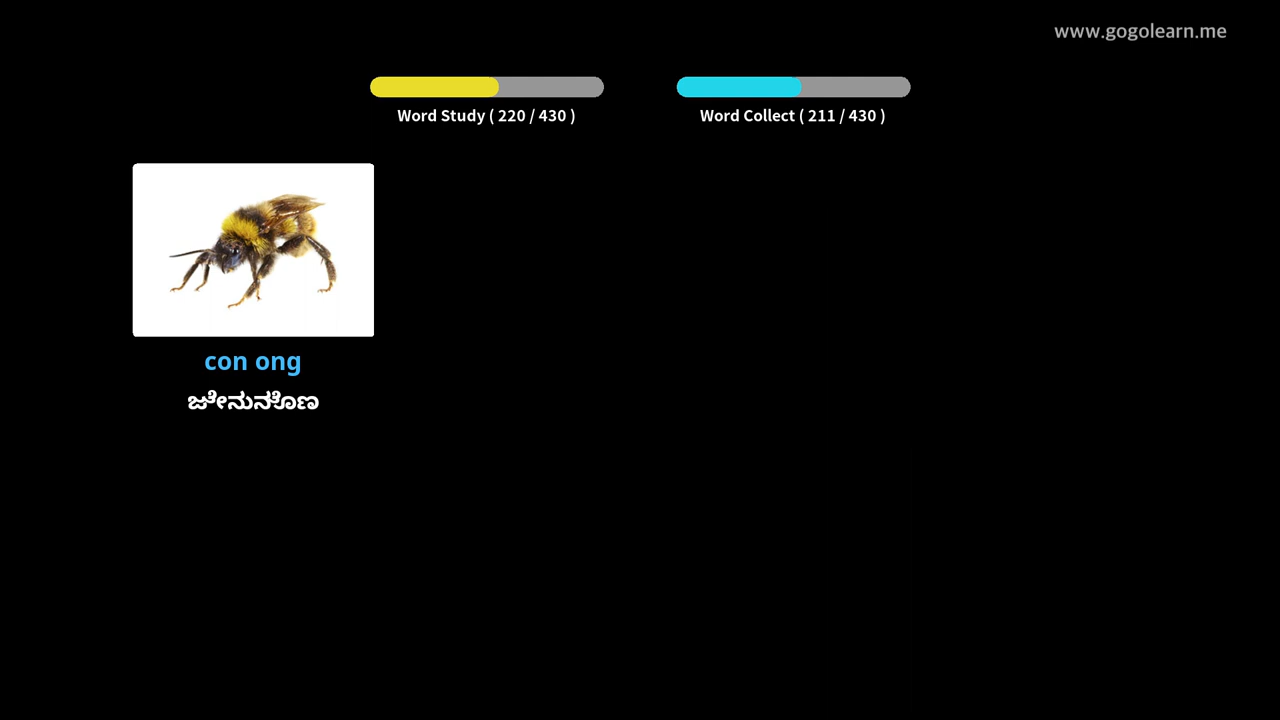 www.gogolearn.me
Word Study ( 220 / 430 )
Word Collect ( 211 / 430 )
con ong
ಜೇನುನೊಣ